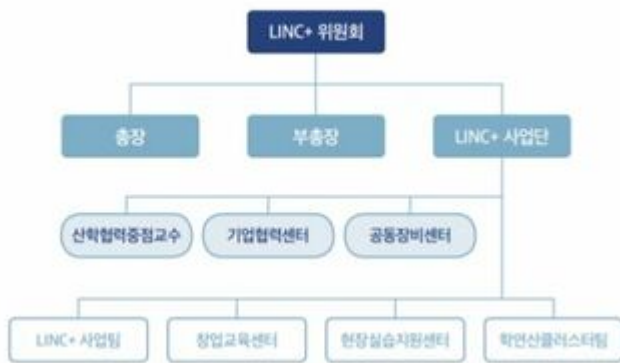 LINC+ 위원회
총장
부총장
LINC+ 사업단
산학협력중점교수
기업협력센터
공동장비센터
LINC+ 사업팀
창업교육센터
현장실습지원센터
학연산클러스터팀